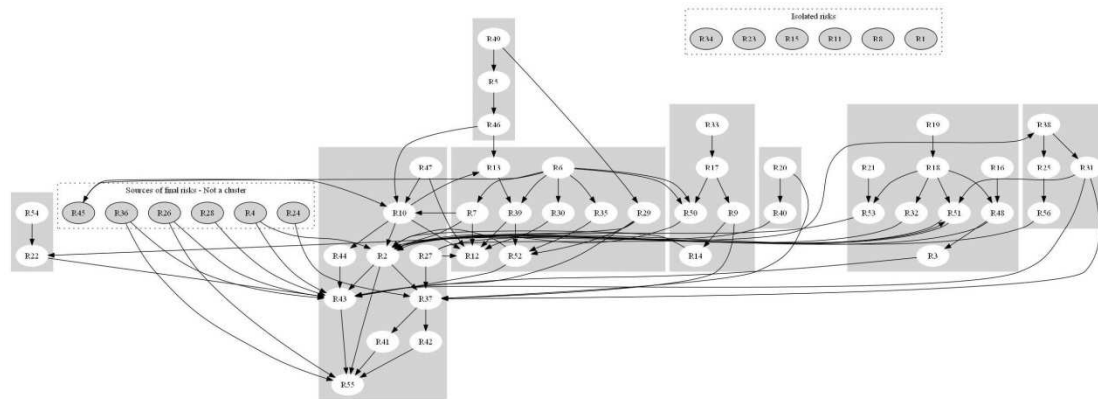 Isolated risks
R34 R23 R15 R11 R8 R1
R49
R5
R46
R33
R19
R38
R47 R13 R6 R17 R20 R21 R18 R16 R25 R31
Sources of final risks - Not a cluster
R54 R45 R36 R26 R28 R4 R24 R10 R7 R39 R30 R35 R29 R50 R9 R40 R53 R32 R51 R48 R56
R22 R44 R2 R27 R12 R52 R14 R3
R43 R37
R41 R42
R55